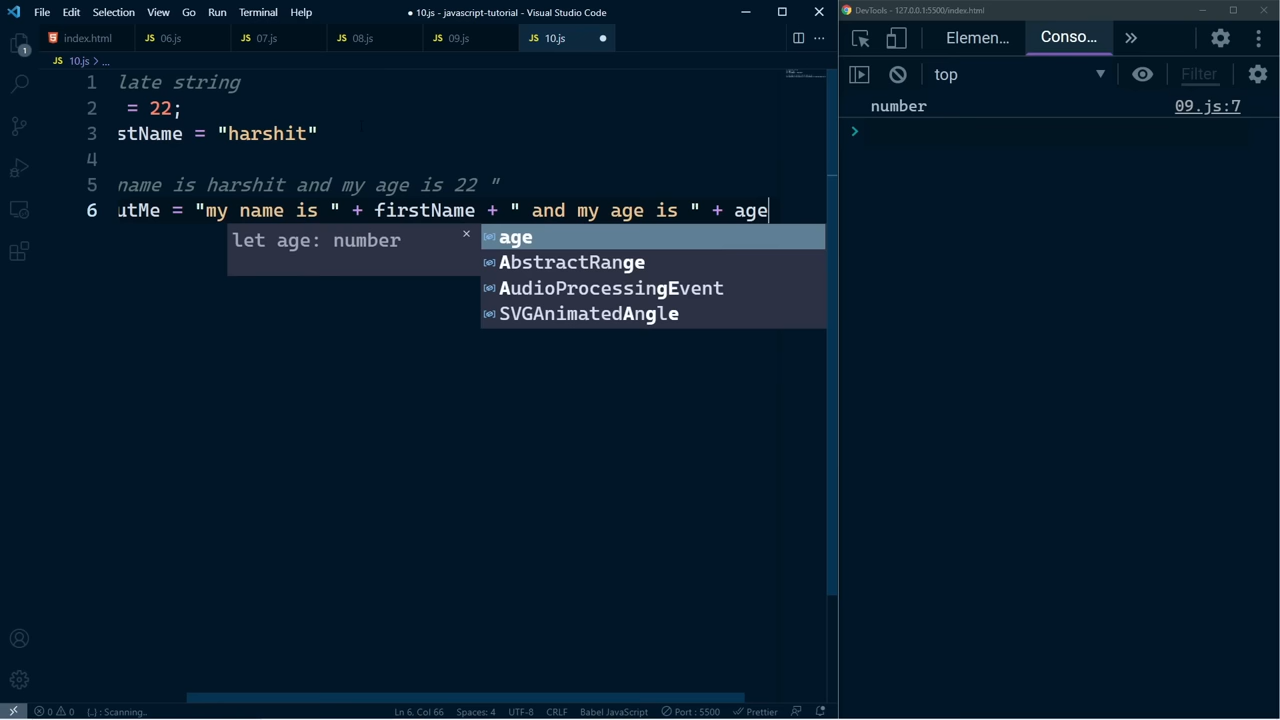 File Edit Selection View Go Run Terminal Help
● 10.js - javascript-tutorial - Visual Studio Code
DevTools - 127.0.0.1:5500/index.html
index.html JS 06.js JS 07.js JS 08.js JS 09.js JS 10.js
Elemen... Conso...
JS 10.js > ...
top Filter
1 late string
2 = 22;
3 stName = "harshit"
4
5 name is harshit and my age is 22 "
6 utMe = "my name is " + firstName + " and my age is " + age
let age: number
age
AbstractRange
AudioProcessingEvent
SVGAnimatedAngle
number 09.js:7
>
1
0 0 {..} : Scanning.. Ln 6, Col 66 Spaces: 4 UTF-8 CRLF Babel JavaScript Port : 5500 Prettier